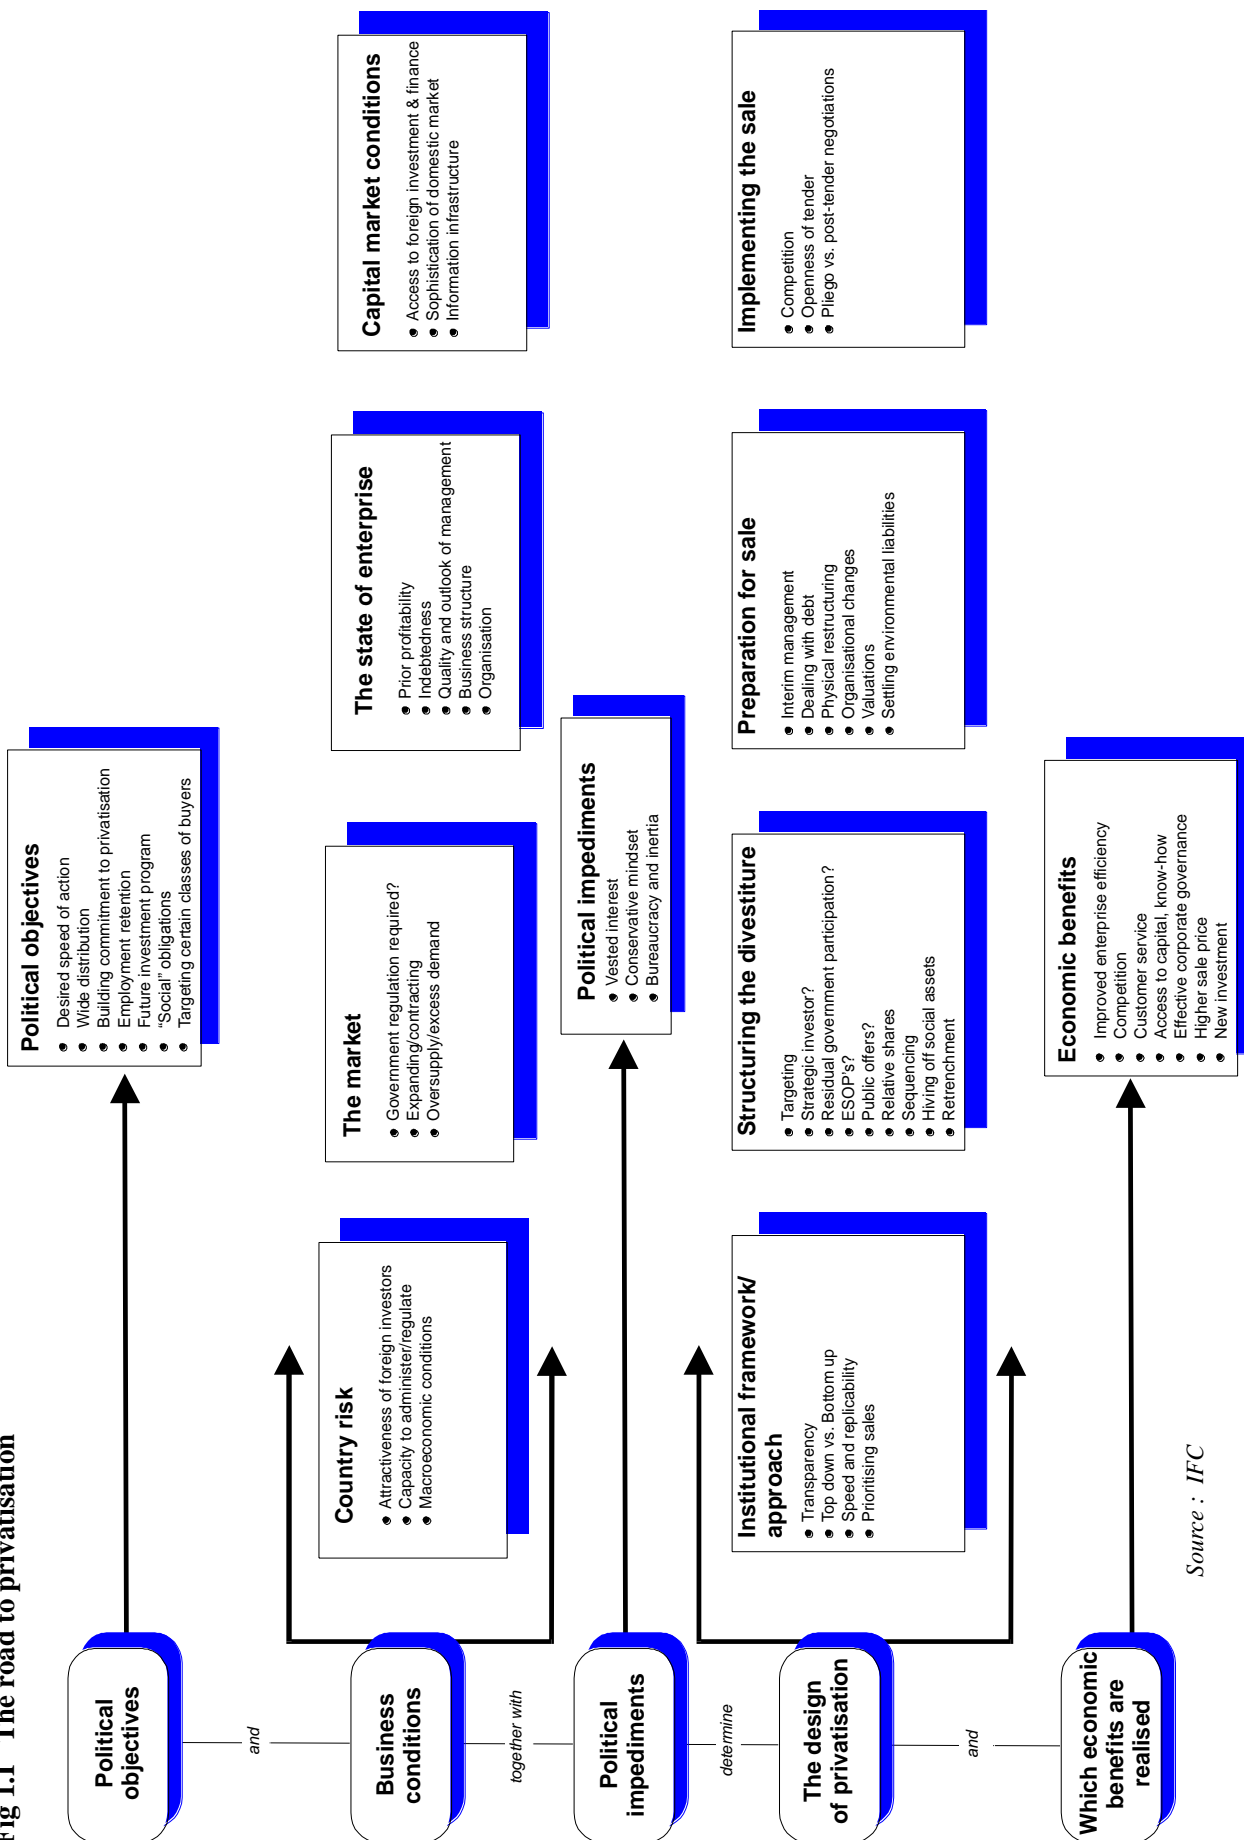 Fig 1.1 The road to privatisation
Political
objectives
and
Business
conditions
together with
Political
impediments
determine
The design
of privatisation
and
Which economic
benefits are
realised
Political objectives
Desired speed of action
Wide distribution
Building commitment to privatisation
Employment retention
Future investment program
“Social” obligations
Targeting certain classes of buyers
Country risk
Attractiveness of foreign investors
Capacity to administer/regulate
Macroeconomic conditions
The market
Government regulation required?
Expanding/contracting
Oversupply/excess demand
The state of enterprise
Prior profitability
Indebtedness
Quality and outlook of management
Business structure
Organisation
Capital market conditions
Access to foreign investment & finance
Sophistication of domestic market
Information infrastructure
Political impediments
Vested interest
Conservative mindset
Bureaucracy and inertia
Institutional framework/
approach
Transparency
Top down vs. Bottom up
Speed and replicability
Prioritising sales
Structuring the divestiture
Targeting
Strategic investor?
Residual government participation?
ESOP's?
Public offers?
Relative shares
Sequencing
Hiving off social assets
Retrenchment
Preparation for sale
Interim management
Dealing with debt
Physical restructuring
Organisational changes
Valuations
Settling environmental liabilities
Implementing the sale
Competition
Openness of tender
Pliego vs. post-tender negotiations
Economic benefits
Improved enterprise efficiency
Competition
Customer service
Access to capital, know-how
Effective corporate governance
Higher sale price
New investment
Source : IFC